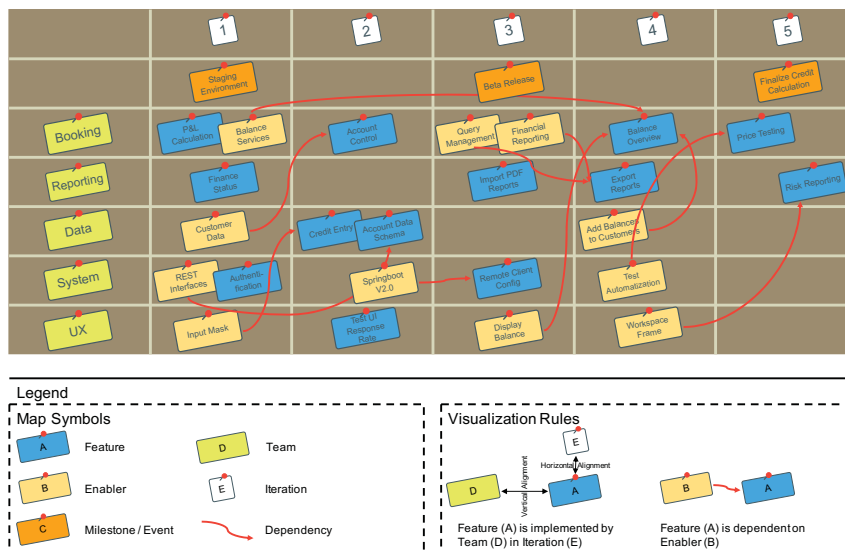 1
2
3
4
5
Staging
Environment
Beta Release
Finalize Credit
Calculation
Booking
P&L
Calculation
Balance
Services
Account
Control
Query
Management
Financial
Reporting
Balance
Overview
Price Testing
Reporting
Finance
Status
Import PDF
Reports
Export
Reports
Risk Reporting
Data
Customer
Data
Credit Entry
Account Data
Schema
Add Balances
to Customers
System
REST
Interfaces
Authenti-
fification
Springboot
V2.0
Remote Client
Config
Test
Automatization
UX
Input Mask
Test UI
Response
Rate
Display
Balance
Workspace
Frame
Legend
Map Symbols
A
Feature
D
Team
B
Enabler
E
Iteration
C
Milestone / Event
Dependency
Visualization Rules
E
Horizontal Alignment
D
Vertical Alignment
A
B
A
Feature (A) is implemented by
Team (D) in Iteration (E)
Feature (A) is dependent on
Enabler (B)